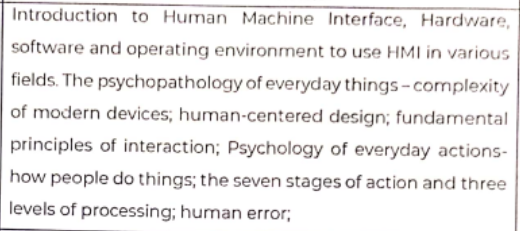 Introduction to Human Machine Interface, Hardware,
software and operating environment to use HMI in various
fields. The psychopathology of everyday things – complexity
of modern devices; human-centered design; fundamental
principles of interaction; Psychology of everyday actions-
how people do things; the seven stages of action and three
levels of processing; human error;